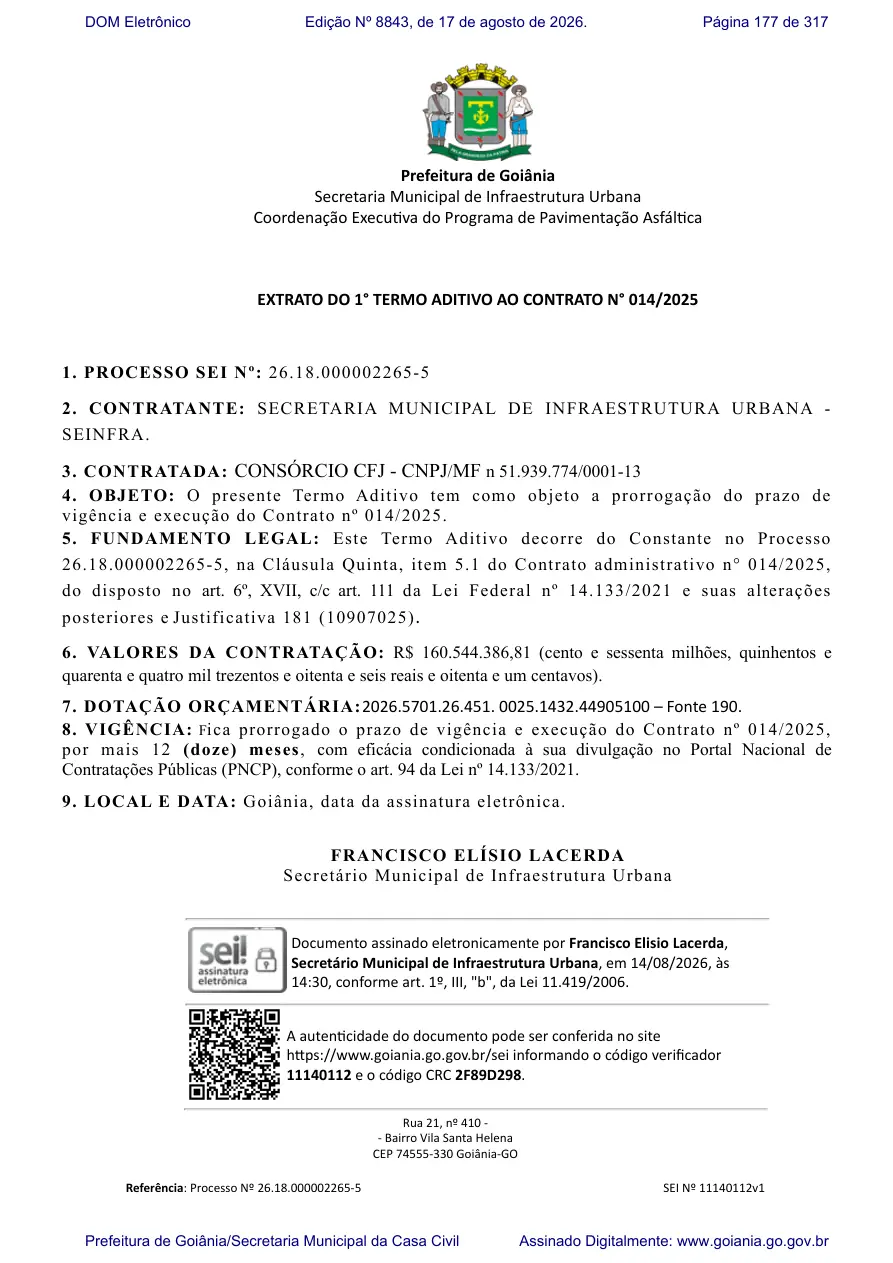 DOM Eletrônico Edição Nº 8843, de 17 de agosto de 2026. Página 177 de 317
PELA GRANDEZA DA PÁTRIA
Prefeitura de Goiânia
Secretaria Municipal de Infraestrutura Urbana
Coordenação Executiva do Programa de Pavimentação Asfáltica
EXTRATO DO 1° TERMO ADITIVO AO CONTRATO N° 014/2025
1. PROCESSO SEI Nº: 26.18.000002265-5
2. CONTRATANTE: SECRETARIA MUNICIPAL DE INFRAESTRUTURA URBANA -
SEINFRA.
3. CONTRATADA: CONSÓRCIO CFJ - CNPJ/MF n 51.939.774/0001-13
4. OBJETO: O presente Termo Aditivo tem como objeto a prorrogação do prazo de
vigência e execução do Contrato nº 014/2025.
5. FUNDAMENTO LEGAL: Este Termo Aditivo decorre do Constante no Processo
26.18.000002265-5, na Cláusula Quinta, item 5.1 do Contrato administrativo n° 014/2025,
do disposto no art. 6º, XVII, c/c art. 111 da Lei Federal nº 14.133/2021 e suas alterações
posteriores e Justificativa 181 (10907025).
6. VALORES DA CONTRATAÇÃO: R$ 160.544.386,81 (cento e sessenta milhões, quinhentos e
quarenta e quatro mil trezentos e oitenta e seis reais e oitenta e um centavos).
7. DOTAÇÃO ORÇAMENTÁRIA:2026.5701.26.451. 0025.1432.44905100 – Fonte 190.
8. VIGÊNCIA: Fica prorrogado o prazo de vigência e execução do Contrato nº 014/2025,
por mais 12 (doze) meses, com eficácia condicionada à sua divulgação no Portal Nacional de
Contratações Públicas (PNCP), conforme o art. 94 da Lei nº 14.133/2021.
9. LOCAL E DATA: Goiânia, data da assinatura eletrônica.
FRANCISCO ELÍSIO LACERDA
Secretário Municipal de Infraestrutura Urbana
sei!
assinatura
eletrônica
Documento assinado eletronicamente por Francisco Elisio Lacerda,
Secretário Municipal de Infraestrutura Urbana, em 14/08/2026, às
14:30, conforme art. 1º, III, "b", da Lei 11.419/2006.
A autenticidade do documento pode ser conferida no site
https://www.goiania.go.gov.br/sei informando o código verificador
11140112 e o código CRC 2F89D298.
Rua 21, nº 410 -
- Bairro Vila Santa Helena
CEP 74555-330 Goiânia-GO
Referência: Processo Nº 26.18.000002265-5 SEI Nº 11140112v1
Prefeitura de Goiânia/Secretaria Municipal da Casa Civil Assinado Digitalmente: www.goiania.go.gov.br